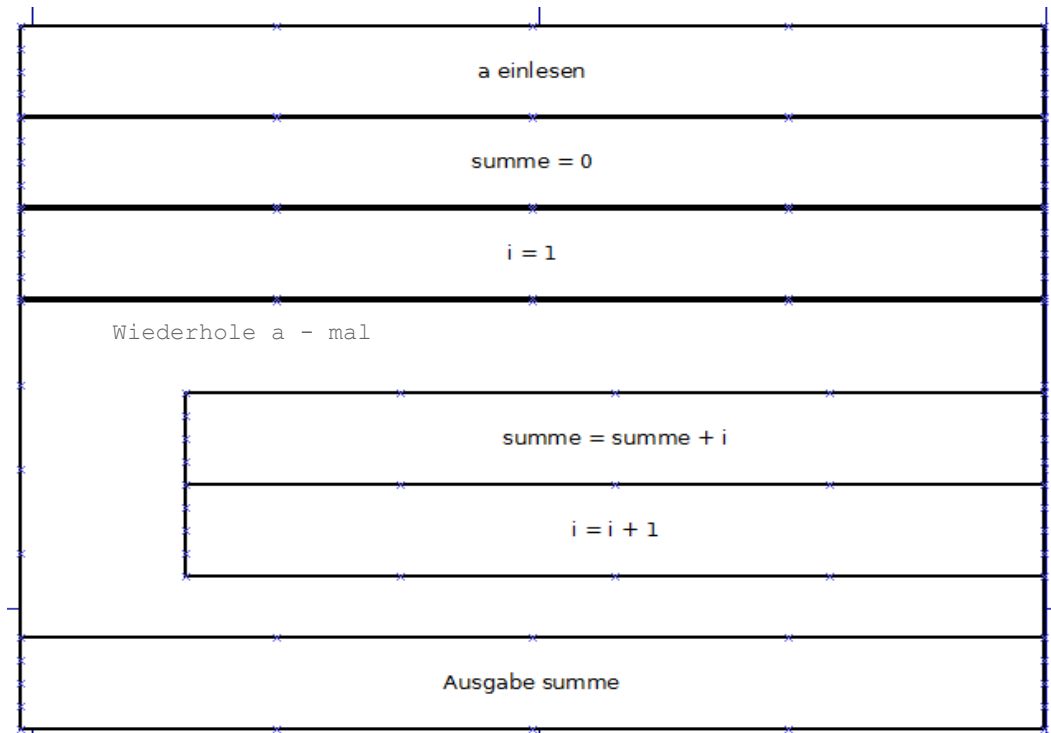 a einlesen
summe = 0
i = 1
Wiederhole a - mal
summe = summe + i
i = i + 1
Ausgabe summe